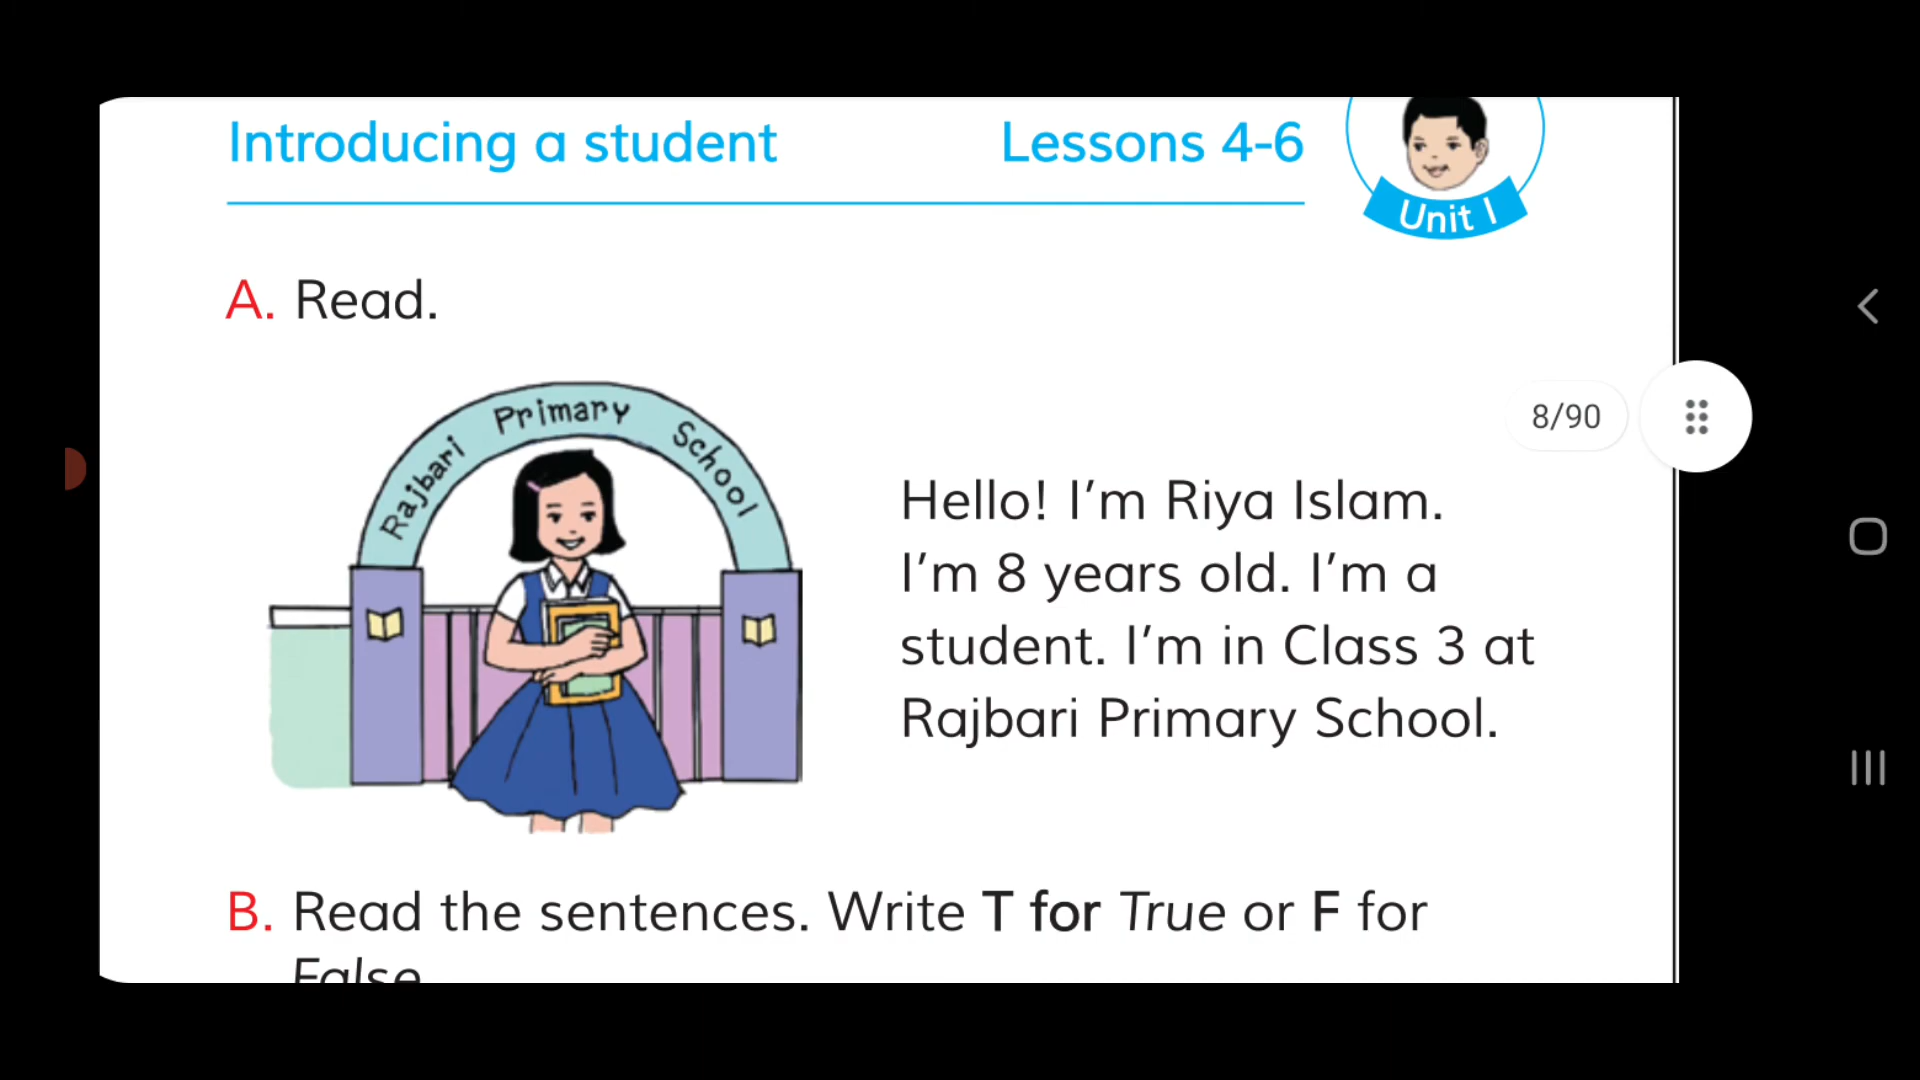 Introducing a student Lessons 4-6
Unit 1
A. Read.
Rajbari Primary School
8/90
Hello! I’m Riya Islam.
I’m 8 years old. I’m a
student. I’m in Class 3 at
Rajbari Primary School.
B. Read the sentences. Write T for True or F for
False